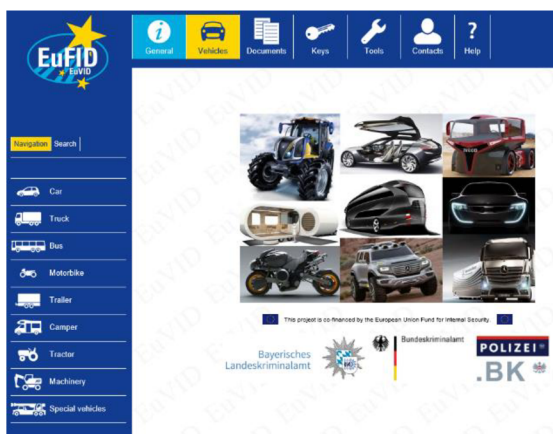 EuFID
EuVID
General
Vehicles
Documents
Keys
Tools
Contacts
?
Help
Navigation
Search
Car
Truck
Bus
Motorbike
Trailer
Camper
Tractor
Machinery
Special vehicles
This project is co-financed by the European Union Fund for Internal Security.
Bayerisches
Landeskriminalamt
Bundeskriminalamt
POLIZEI
.BK